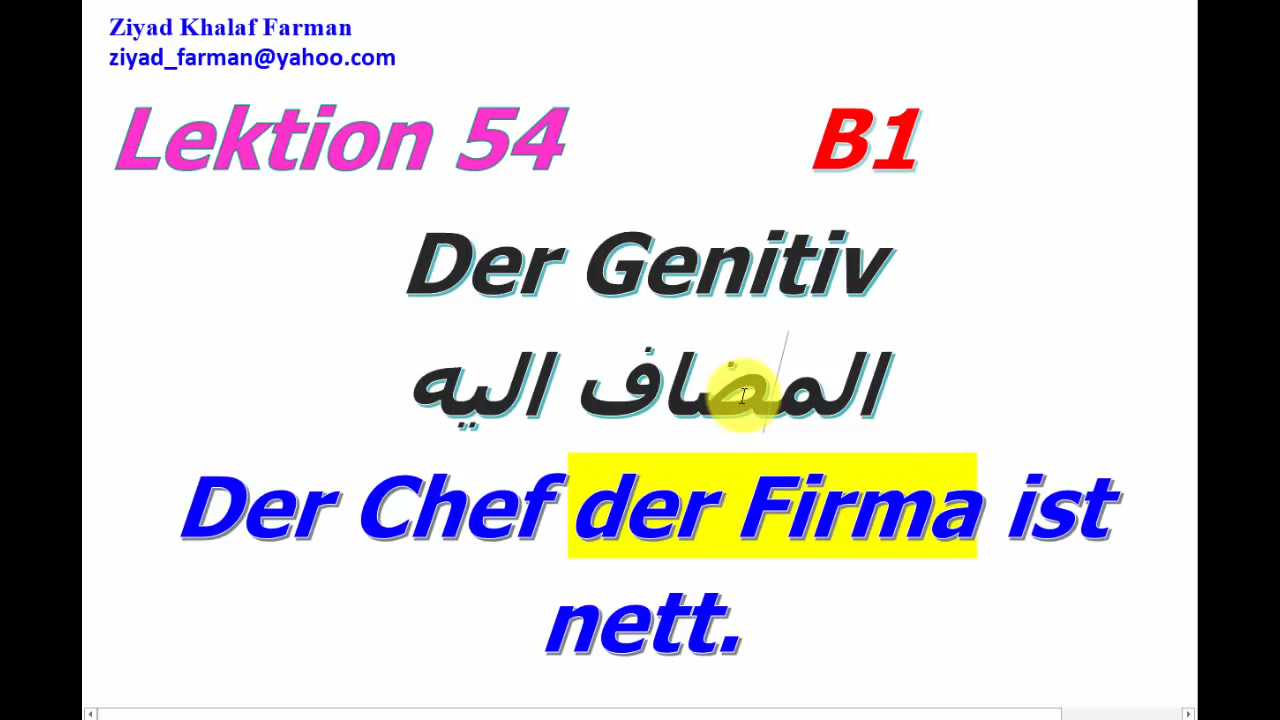 Ziyad Khalaf Farman
ziyad_farman@yahoo.com
Lektion 54 B1
Der Genitiv
المضاف اليه
Der Chef der Firma ist
nett.